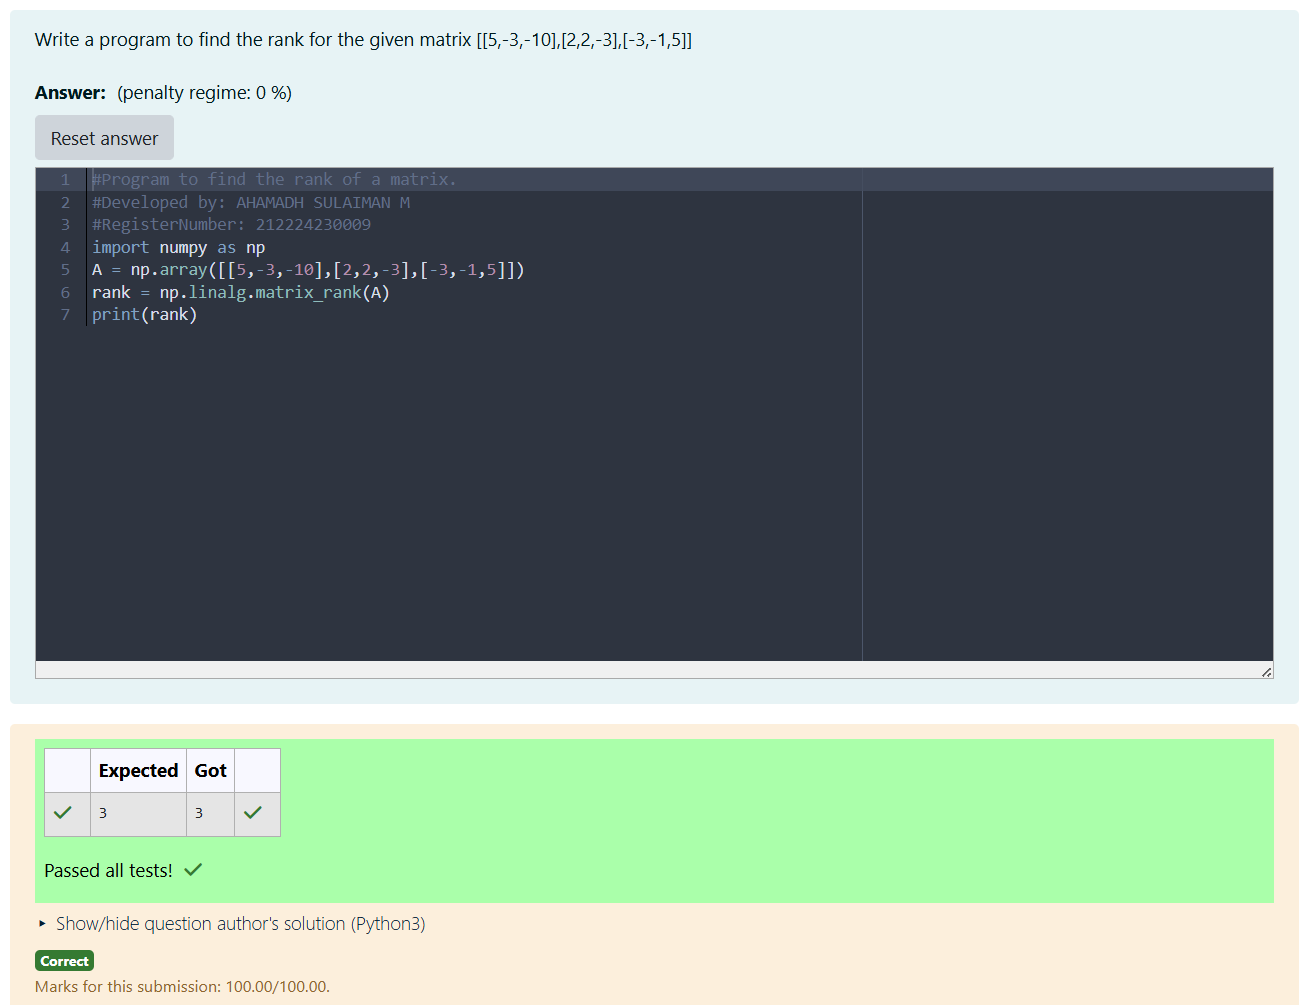 Write a program to find the rank for the given matrix [[5,-3,-10],[2,2,-3],[-3,-1,5]]
Answer: (penalty regime: 0 %)
Reset answer
1 #Program to find the rank of a matrix.
2 #Developed by: AHAMADH SULAIMAN M
3 #RegisterNumber: 212224230009
4 import numpy as np
5 A = np.array([[5,-3,-10],[2,2,-3],[-3,-1,5]])
6 rank = np.linalg.matrix_rank(A)
7 print(rank)
Expected Got
3 3
Passed all tests!
Show/hide question author's solution (Python3)
Correct
Marks for this submission: 100.00/100.00.